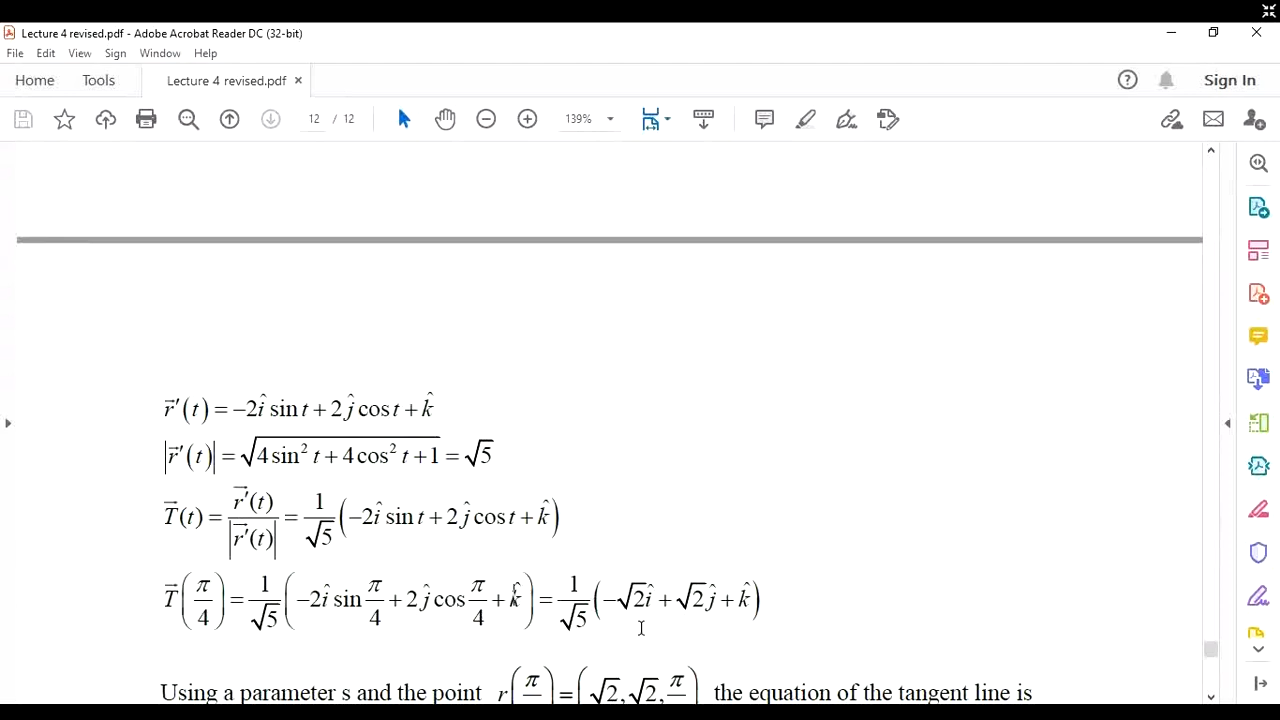 Lecture 4 revised.pdf - Adobe Acrobat Reader DC (32-bit)
File Edit View Sign Window Help
Home Tools Lecture 4 revised.pdf × Sign In
12 / 12 139%
r⃗′(t) = −2î sin t + 2ĵ cos t + k̂
|r⃗′(t)| = √(4 sin² t + 4 cos² t + 1) = √5
T⃗(t) = r⃗′(t) / |r⃗′(t)| = 1/√5 (−2î sin t + 2ĵ cos t + k̂)
T⃗(π/4) = 1/√5 (−2î sin π/4 + 2ĵ cos π/4 + k̂) = 1/√5 (−√2î + √2ĵ + k̂)
Using a parameter s and the point r(π/ ) = (√2, √2, π/ ) the equation of the tangent line is